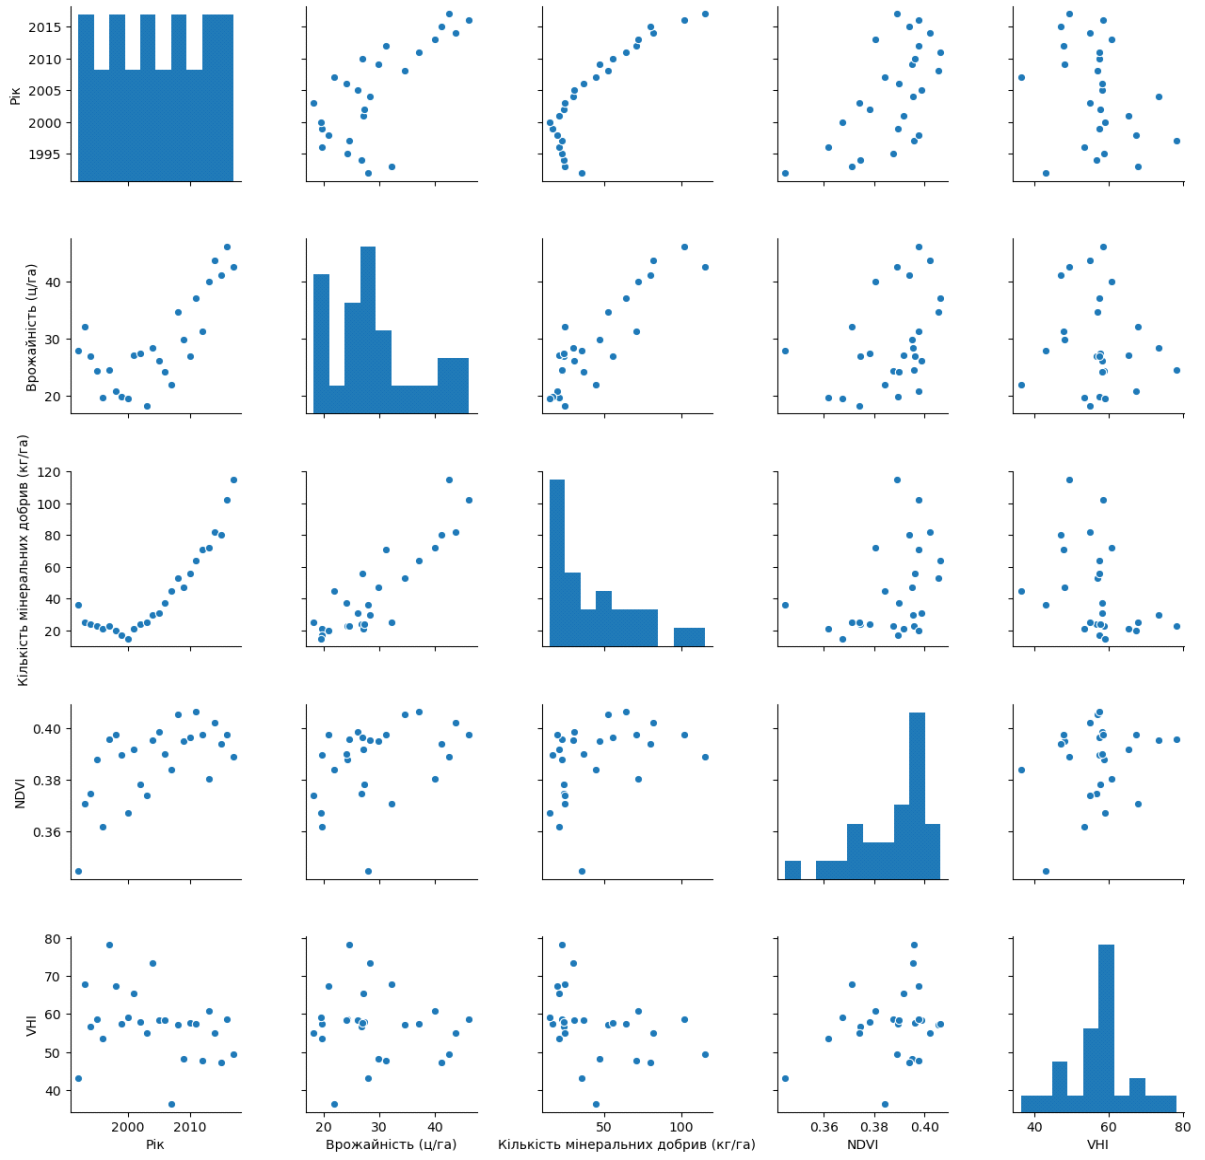 2015
2010
2005
2000
1995
Рік
40
30
20
Врожайність (ц/га)
120
100
80
60
40
20
Кількість мінеральних добрив (кг/га)
0.40
0.38
0.36
NDVI
80
70
60
50
40
VHI
2000 2010
20 30 40
0 50 100
0.36 0.38 0.40
40 60 80
Рік
Врожайність (ц/га)
Кількість мінеральних добрив (кг/га)
NDVI
VHI